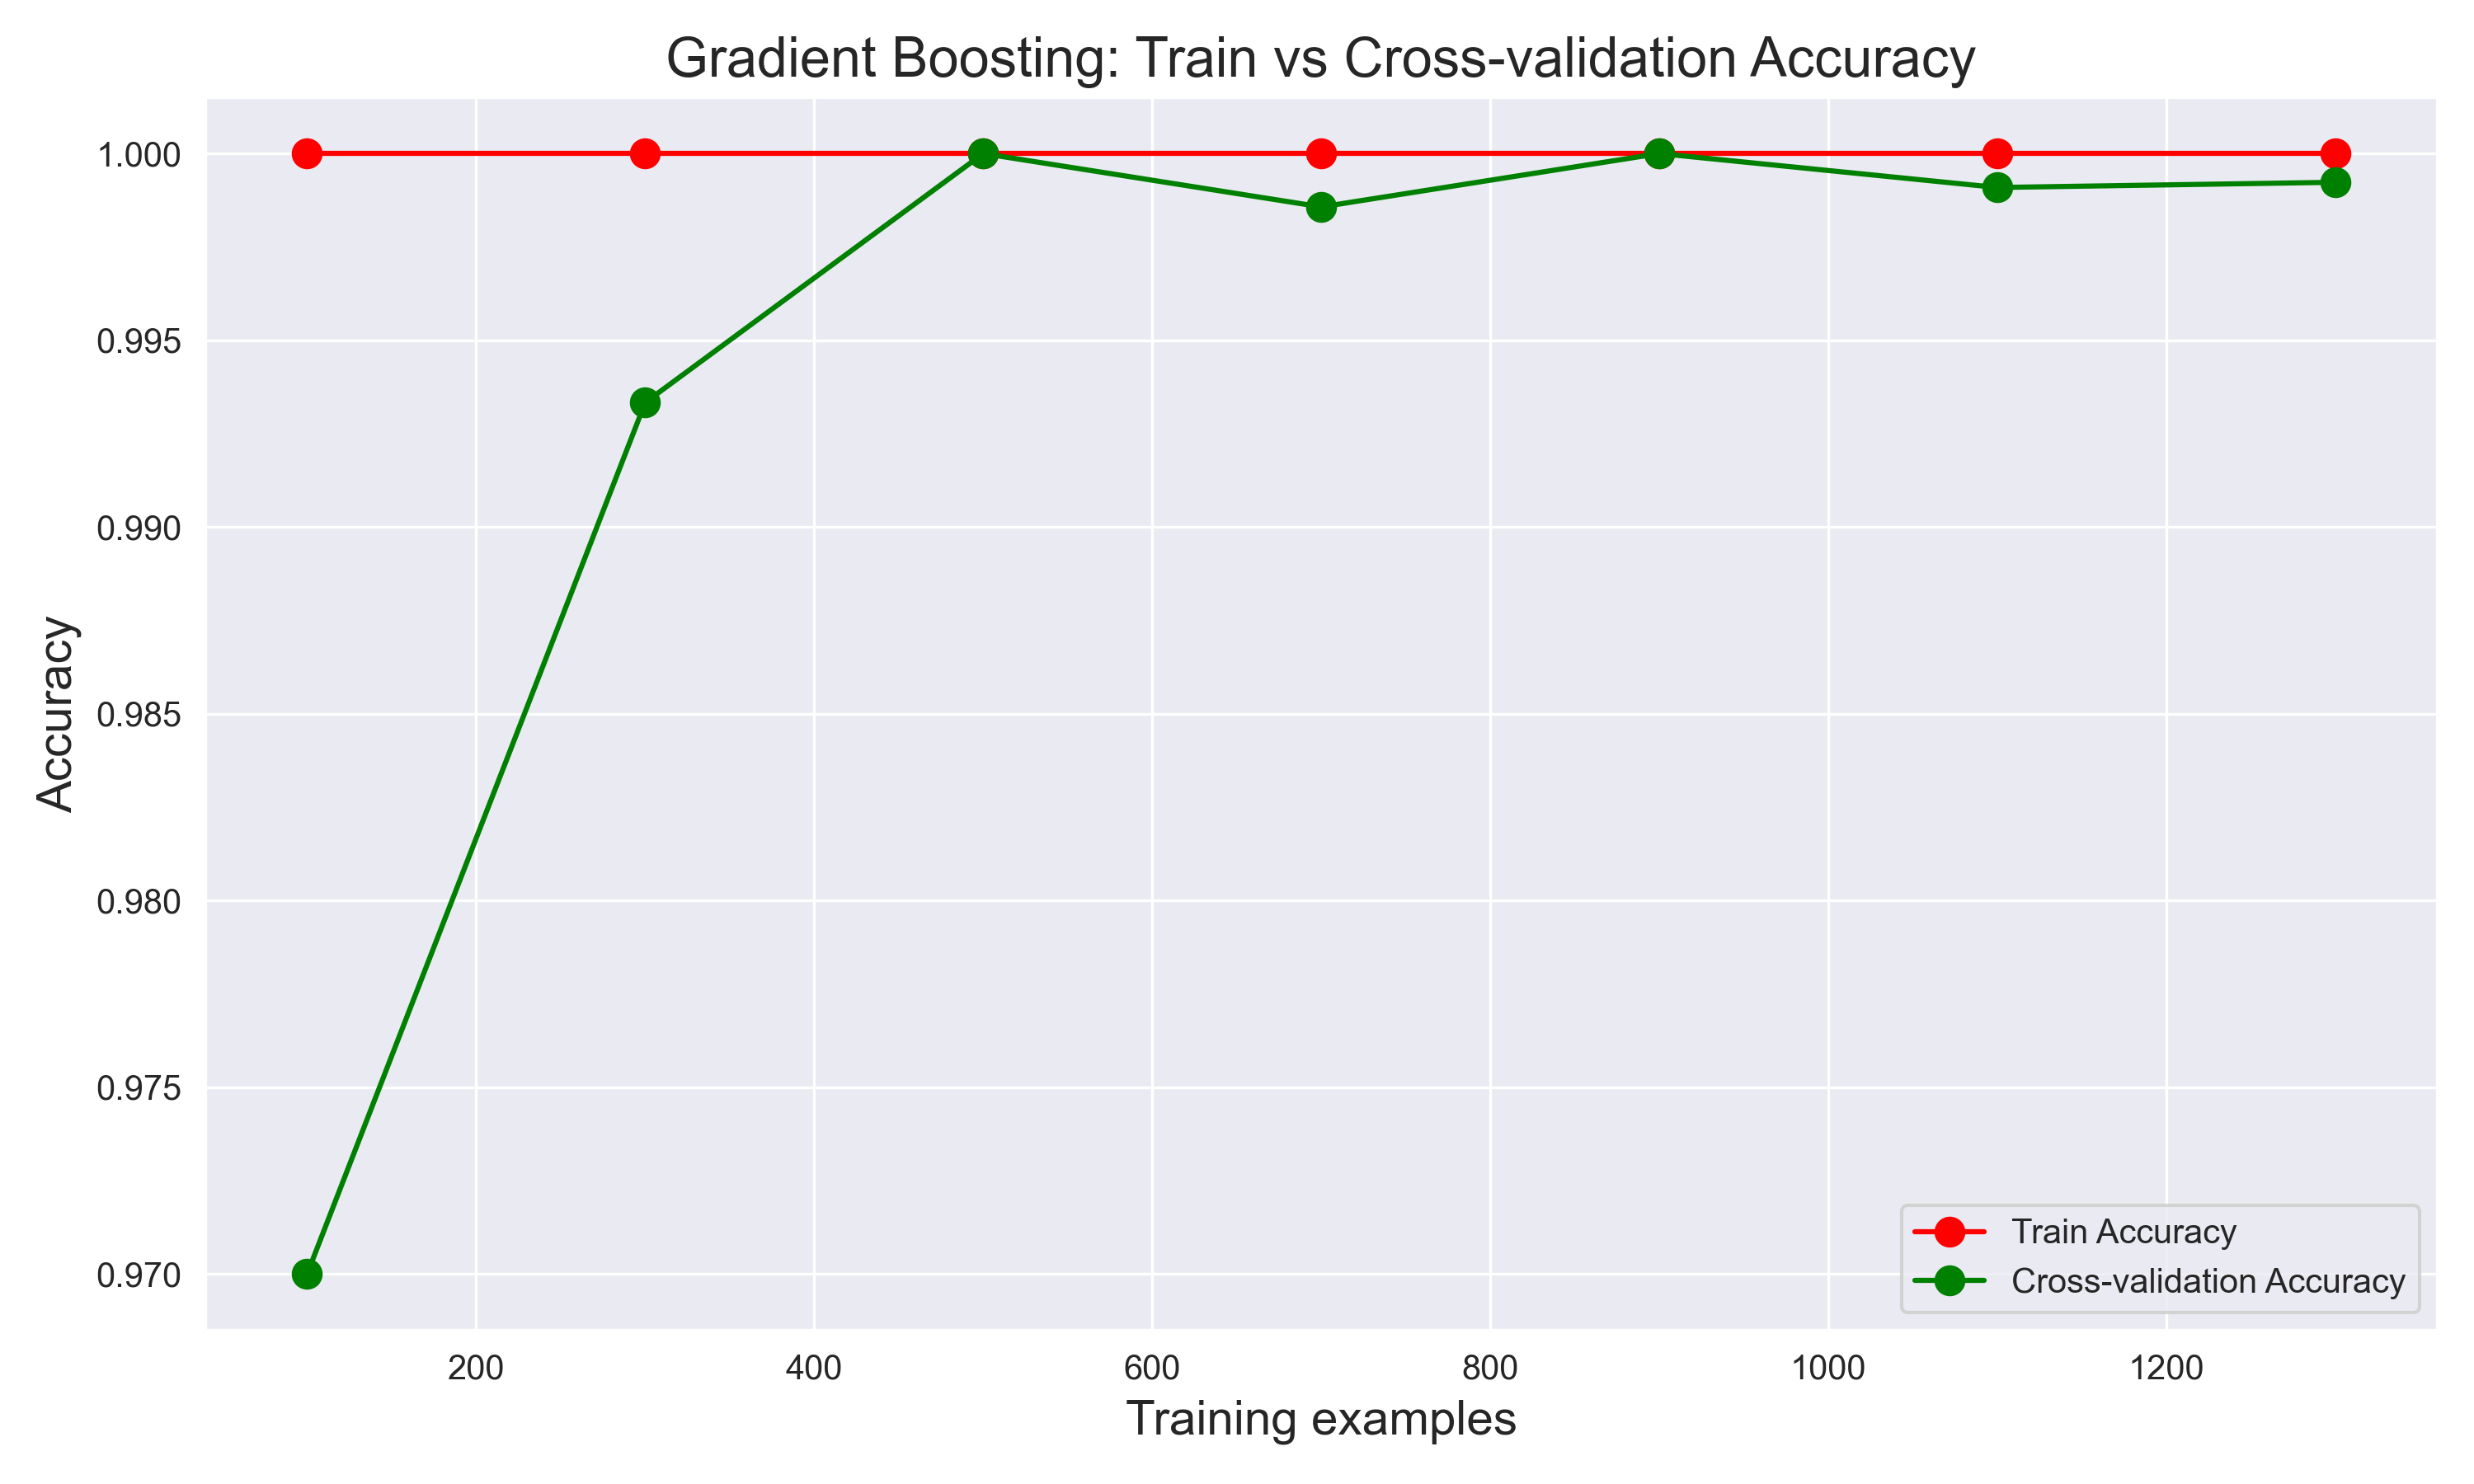 Gradient Boosting: Train vs Cross-validation Accuracy
1.000
0.995
0.990
0.985
0.980
0.975
0.970
Accuracy
200
400
600
800
1000
1200
Training examples
Train Accuracy
Cross-validation Accuracy